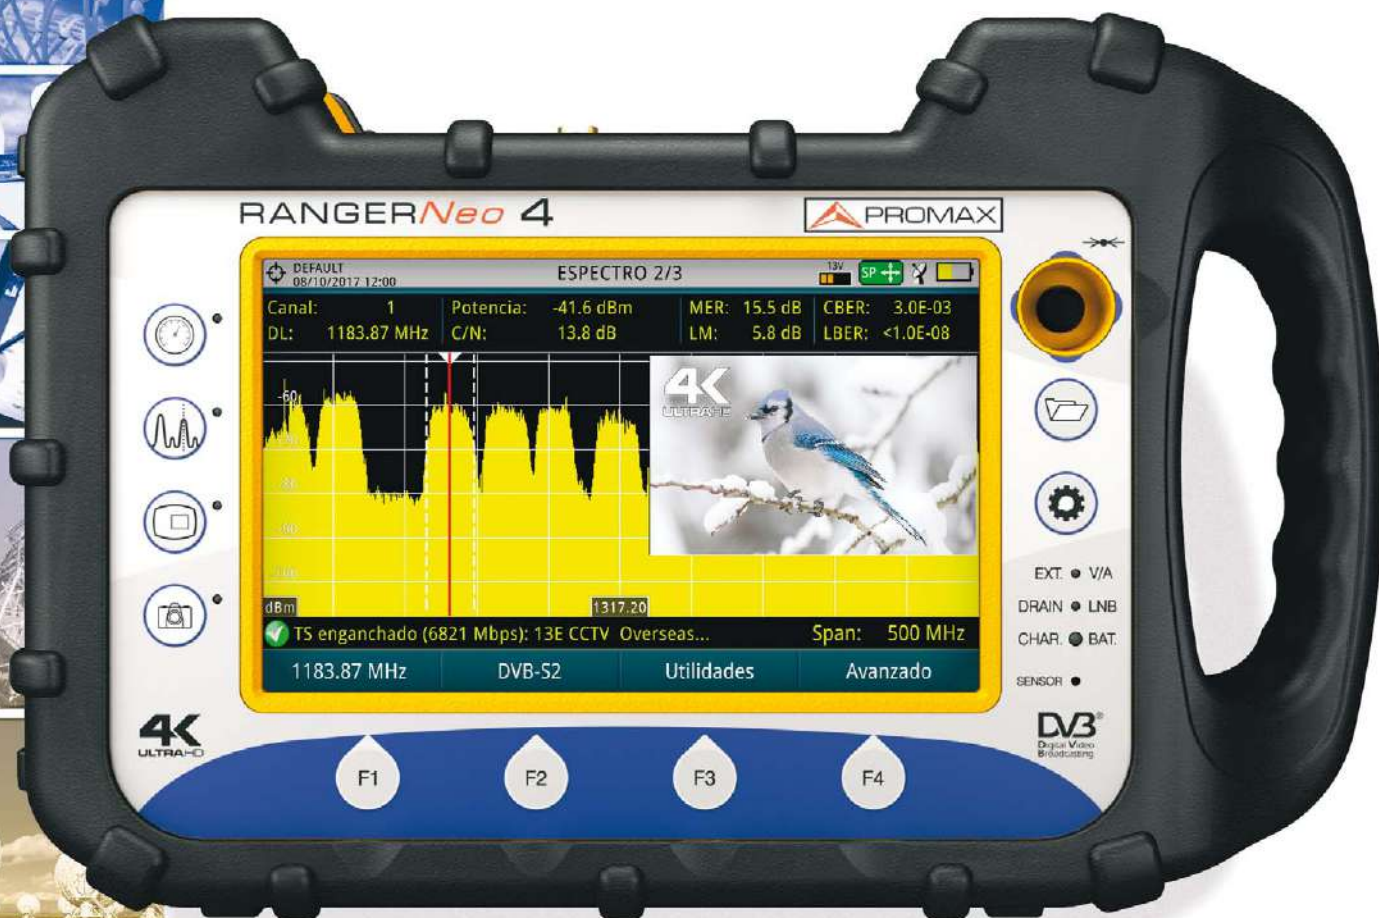 RANGERNeo 4
PROMAX
DEFAULT
08/10/2017 12:00
ESPECTRO 2/3
13V
SP
Canal: 1
DL: 1183.87 MHz
Potencia: -41.6 dBm
C/N: 13.8 dB
MER: 15.5 dB
LM: 5.8 dB
CBER: 3.0E-03
LBER: <1.0E-08
-60
-80
-90
4K
ULTRAHD
dBm
1317.20
TS enganchado (6821 Mbps): 13E CCTV Overseas...
Span: 500 MHz
1183.87 MHz
DVB-S2
Utilidades
Avanzado
EXT. V/A
DRAIN LNB
CHAR. BAT.
SENSOR
4K
ULTRAHD
DVB®
Digital Video
Broadcasting
F1
F2
F3
F4